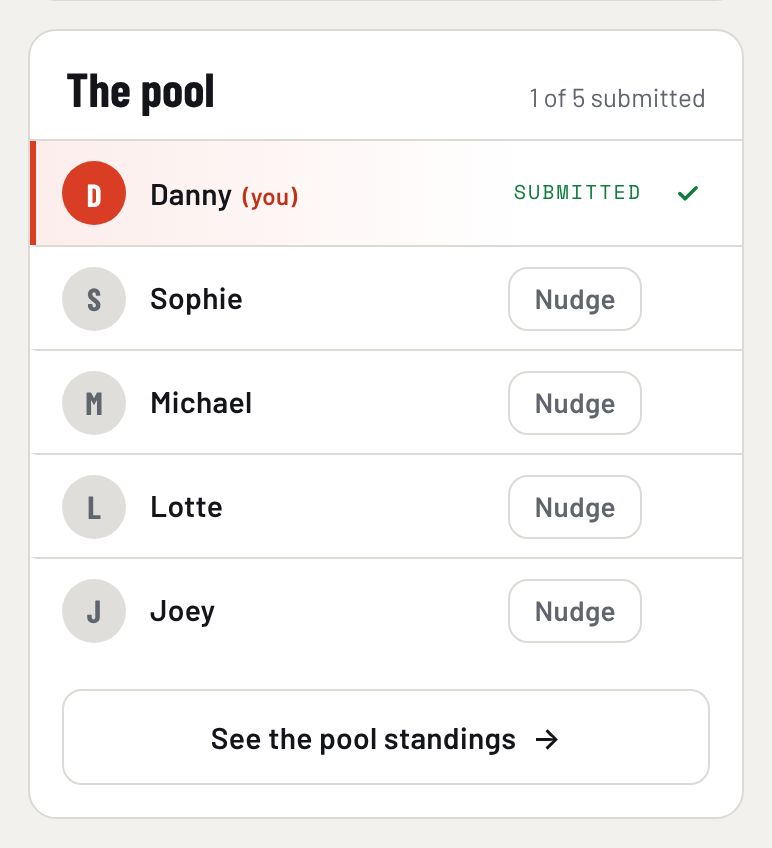 The pool
1 of 5 submitted
D Danny (you) SUBMITTED
S Sophie Nudge
M Michael Nudge
L Lotte Nudge
J Joey Nudge
See the pool standings →